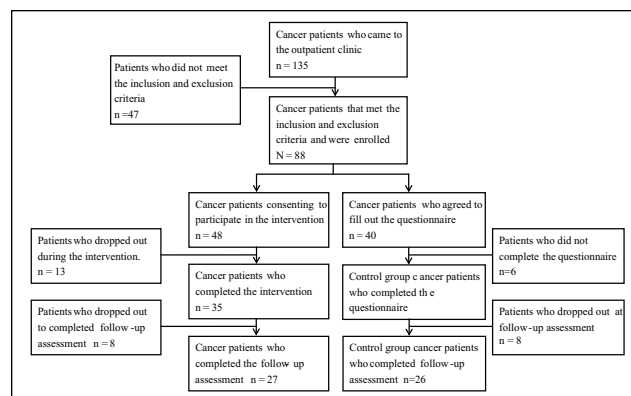 Cancer patients who came to
the outpatient clinic
n = 135
Patients who did not meet
the inclusion and exclusion
criteria
n =47
Cancer patients that met the
inclusion and exclusion
criteria and were enrolled
N = 88
Cancer patients consenting to
participate in the intervention
n = 48
Cancer patients who agreed to
fill out the questionnaire
n = 40
Patients who dropped out
during the intervention.
n = 13
Patients who did not
complete the questionnaire
n=6
Cancer patients who
completed the intervention
n = 35
Control group c ancer patients
who completed th e
questionnaire
Patients who dropped out
to completed follow -up
assessment n = 8
Patients who dropped out at
follow-up assessment
n = 8
Cancer patients who
completed the follow- up
assessment n = 27
Control group cancer patients
who completed follow -up
assessment n=26